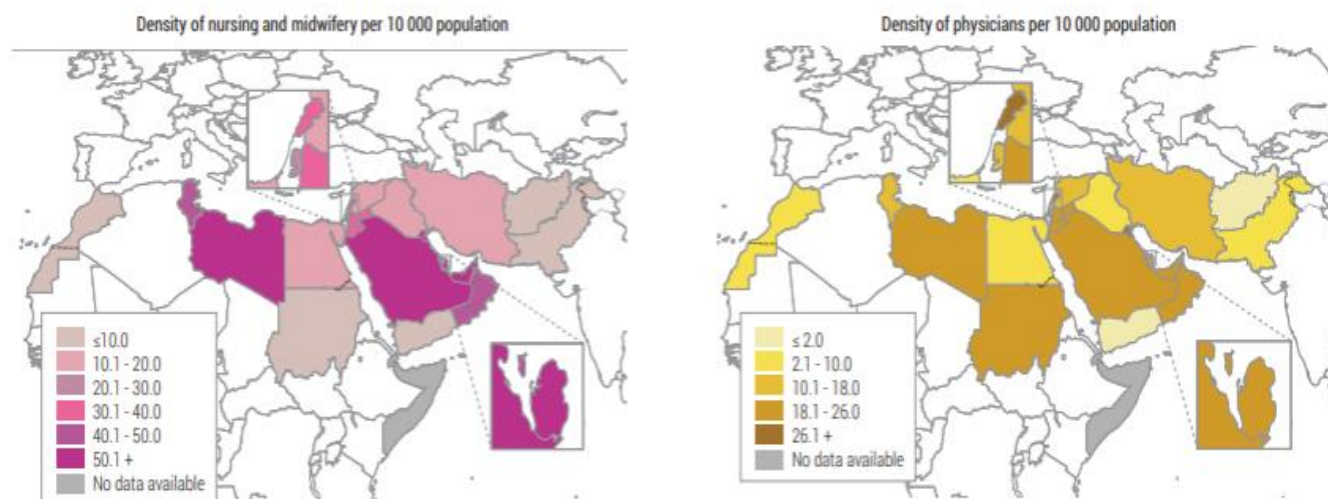 Density of nursing and midwifery per 10 000 population
≤10.0
10.1 - 20.0
20.1 - 30.0
30.1 - 40.0
40.1 - 50.0
50.1 +
No data available
Density of physicians per 10 000 population
≤ 2.0
2.1 - 10.0
10.1 - 18.0
18.1 - 26.0
26.1 +
No data available